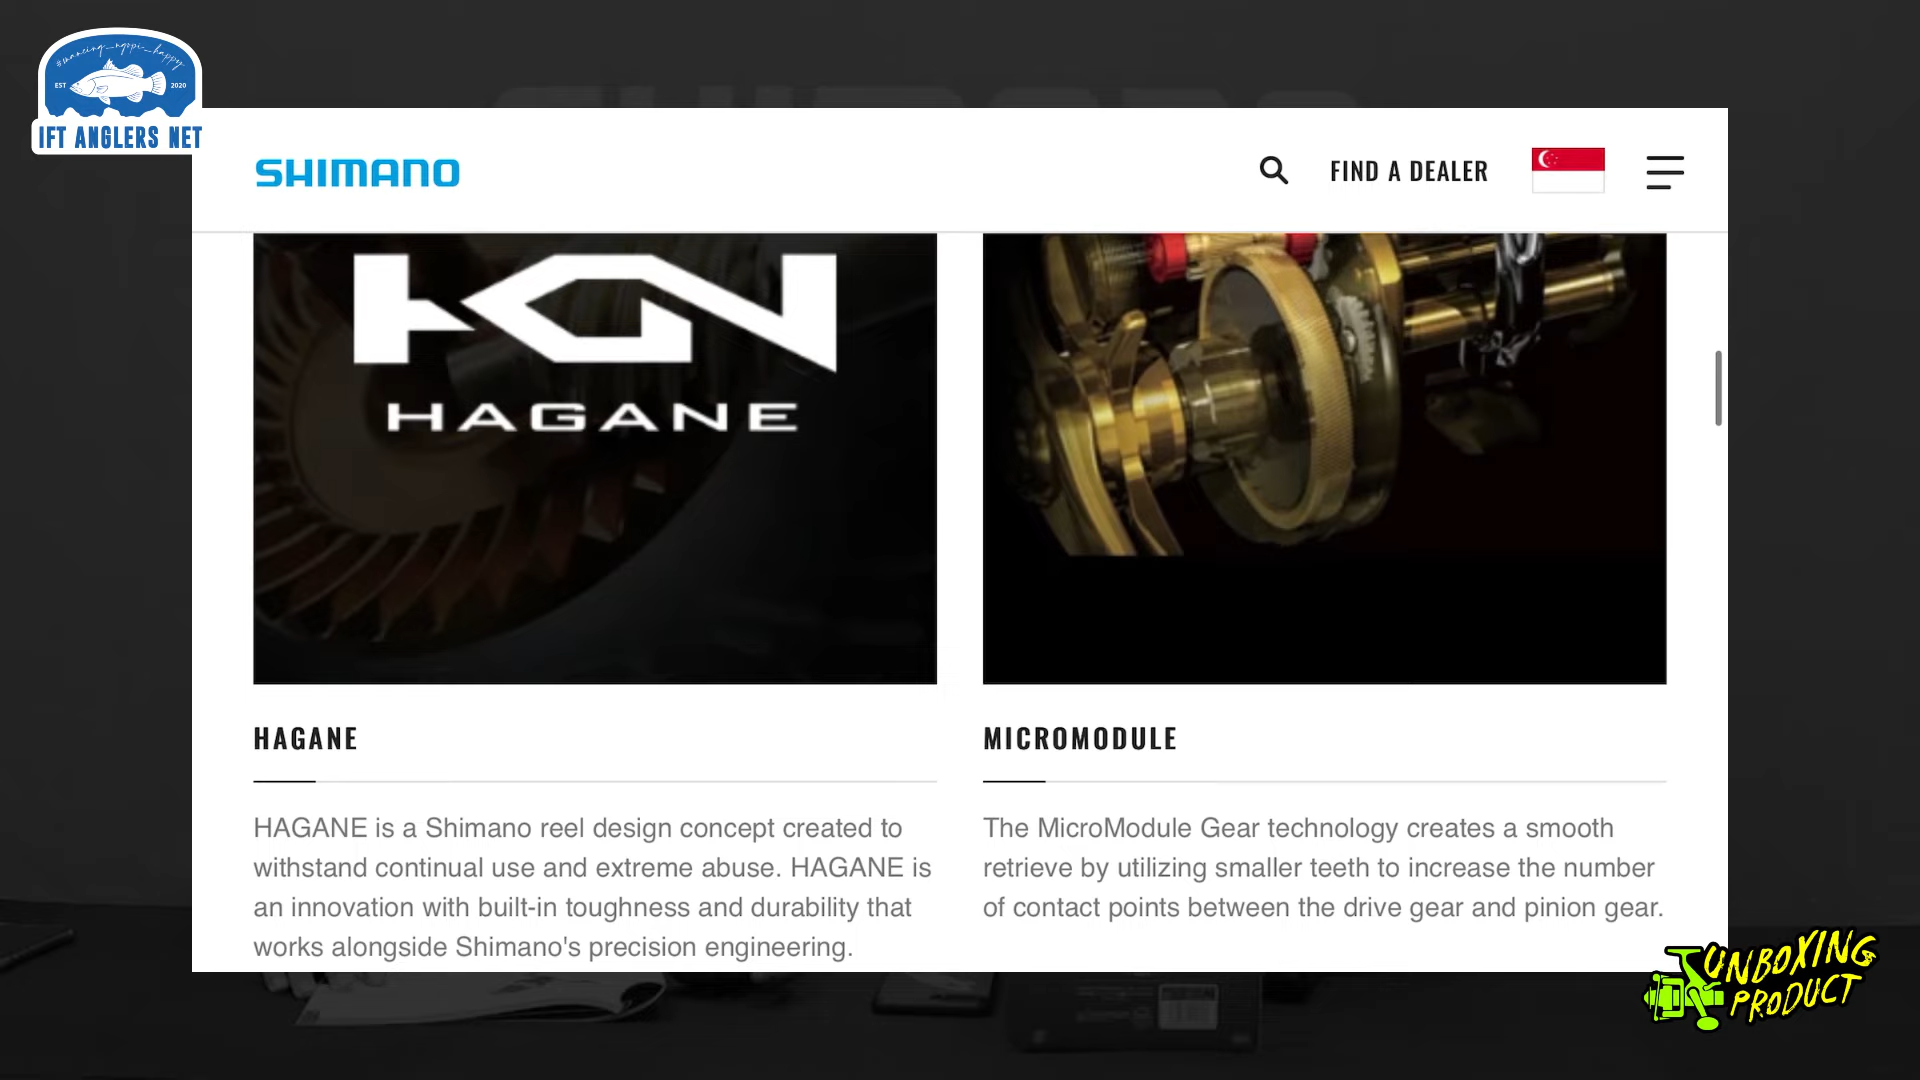 #mancing_ngopi_happy
EST 2020
IFT ANGLERS NET
SHIMANO
FIND A DEALER
HAGANE
HAGANE
HAGANE is a Shimano reel design concept created to
withstand continual use and extreme abuse. HAGANE is
an innovation with built-in toughness and durability that
works alongside Shimano's precision engineering.
MICROMODULE
The MicroModule Gear technology creates a smooth
retrieve by utilizing smaller teeth to increase the number
of contact points between the drive gear and pinion gear.
UNBOXING
PRODUCT